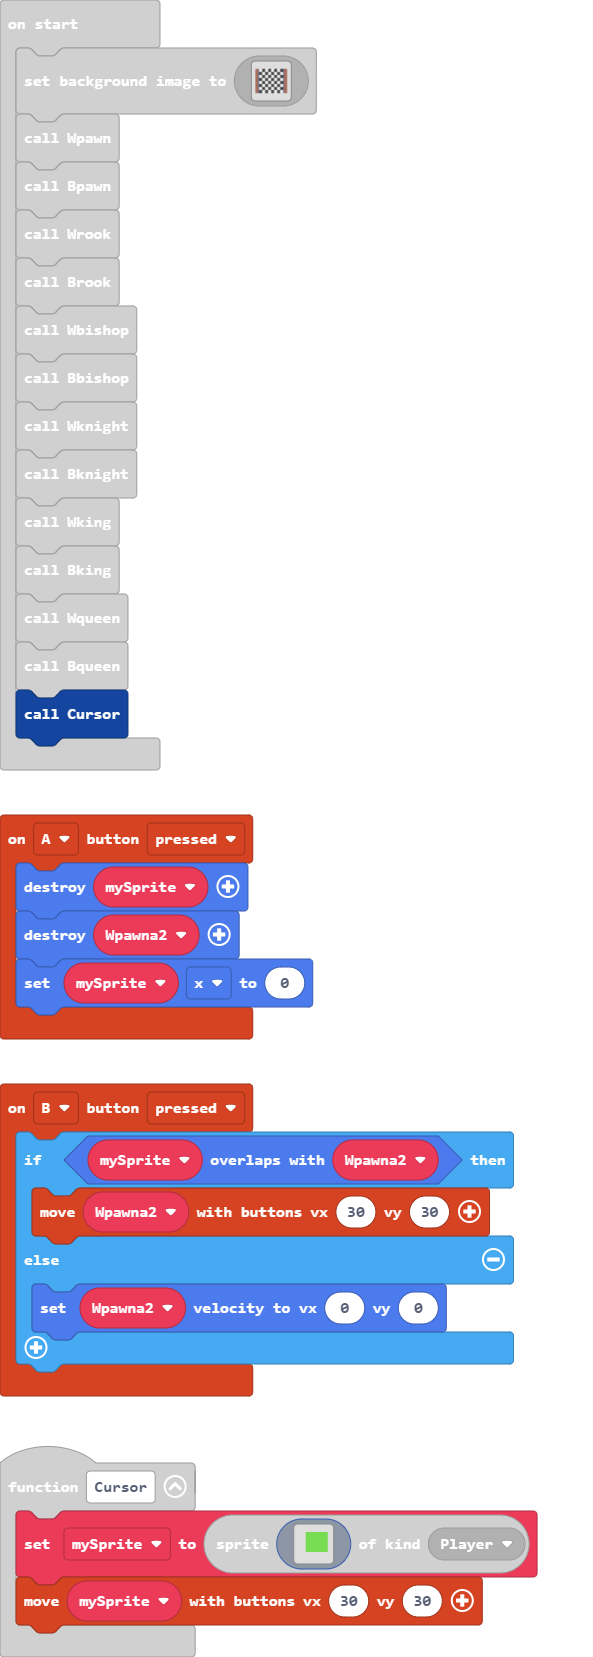 on start
set background image to
call Wpawn
call Bpawn
call Wrook
call Brook
call Wbishop
call Bbishop
call Wknight
call Bknight
call Wking
call Bking
call Wqueen
call Bqueen
call Cursor
on A button pressed
destroy mySprite
destroy Wpawna2
set mySprite x to 0
on B button pressed
if mySprite overlaps with Wpawna2 then
move Wpawna2 with buttons vx 30 vy 30
else
set Wpawna2 velocity to vx 0 vy 0
function Cursor
set mySprite to sprite of kind Player
move mySprite with buttons vx 30 vy 30